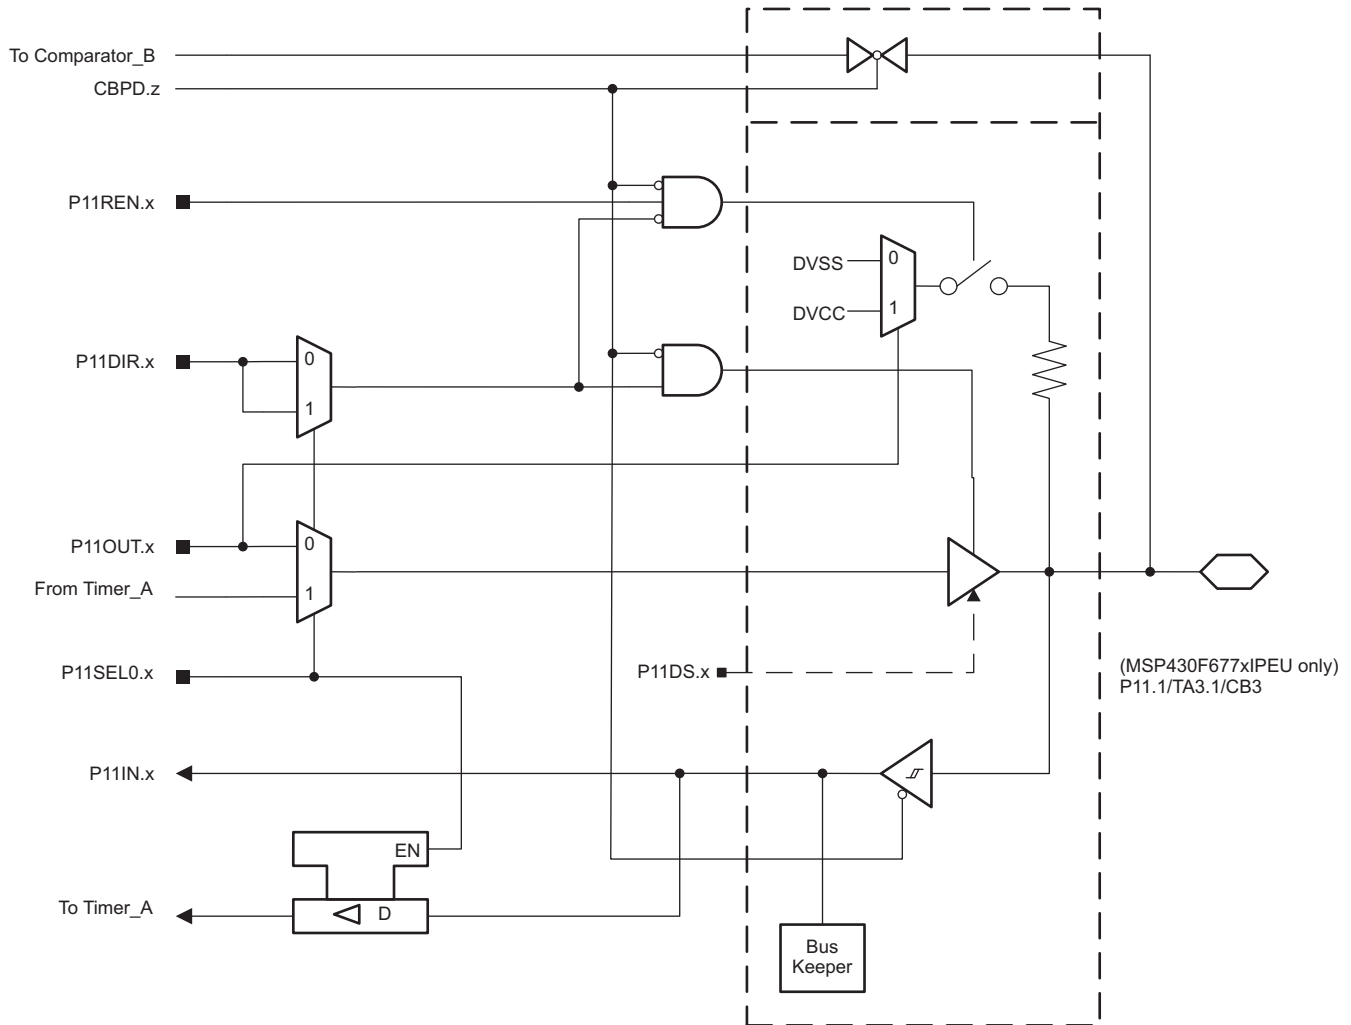 To Comparator_B
CBPD.z
P11REN.x
DVSS
0
DVCC
1
P11DIR.x
0
1
P11OUT.x
0
From Timer_A
1
P11SEL0.x
P11DS.x
(MSP430F677xIPEU only)
P11.1/TA3.1/CB3
P11IN.x
EN
To Timer_A
D
Bus
Keeper